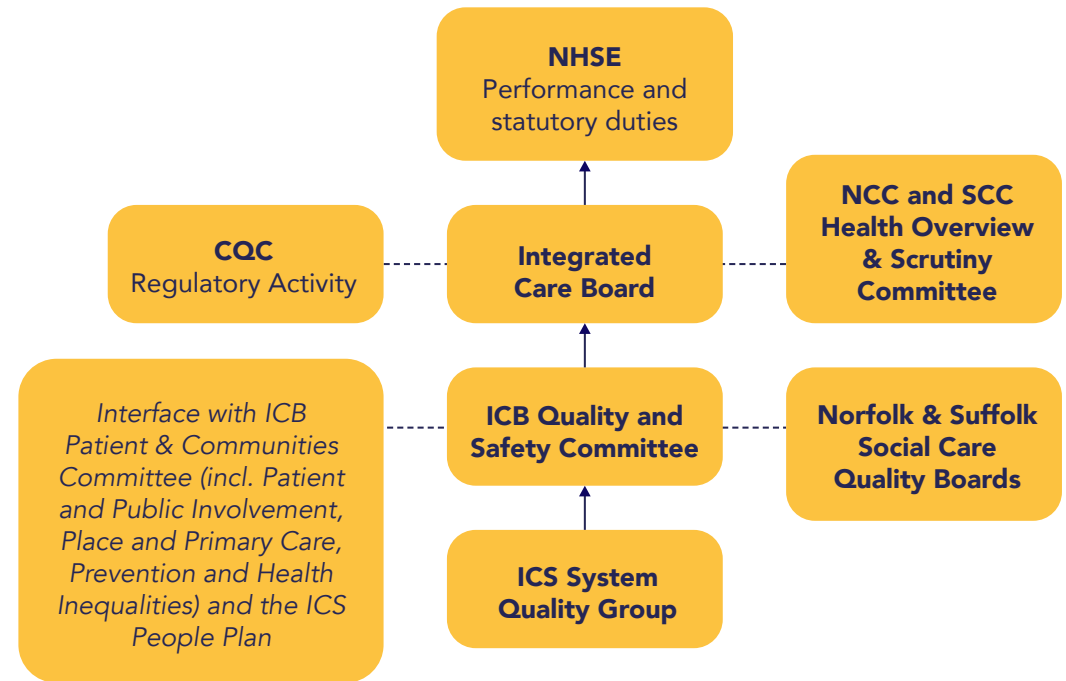 NHSE
Performance and
statutory duties
CQC
Regulatory Activity
Integrated
Care Board
NCC and SCC
Health Overview
& Scrutiny
Committee
Interface with ICB
Patient & Communities
Committee (incl. Patient
and Public Involvement,
Place and Primary Care,
Prevention and Health
Inequalities) and the ICS
People Plan
ICB Quality and
Safety Committee
Norfolk & Suffolk
Social Care
Quality Boards
ICS System
Quality Group